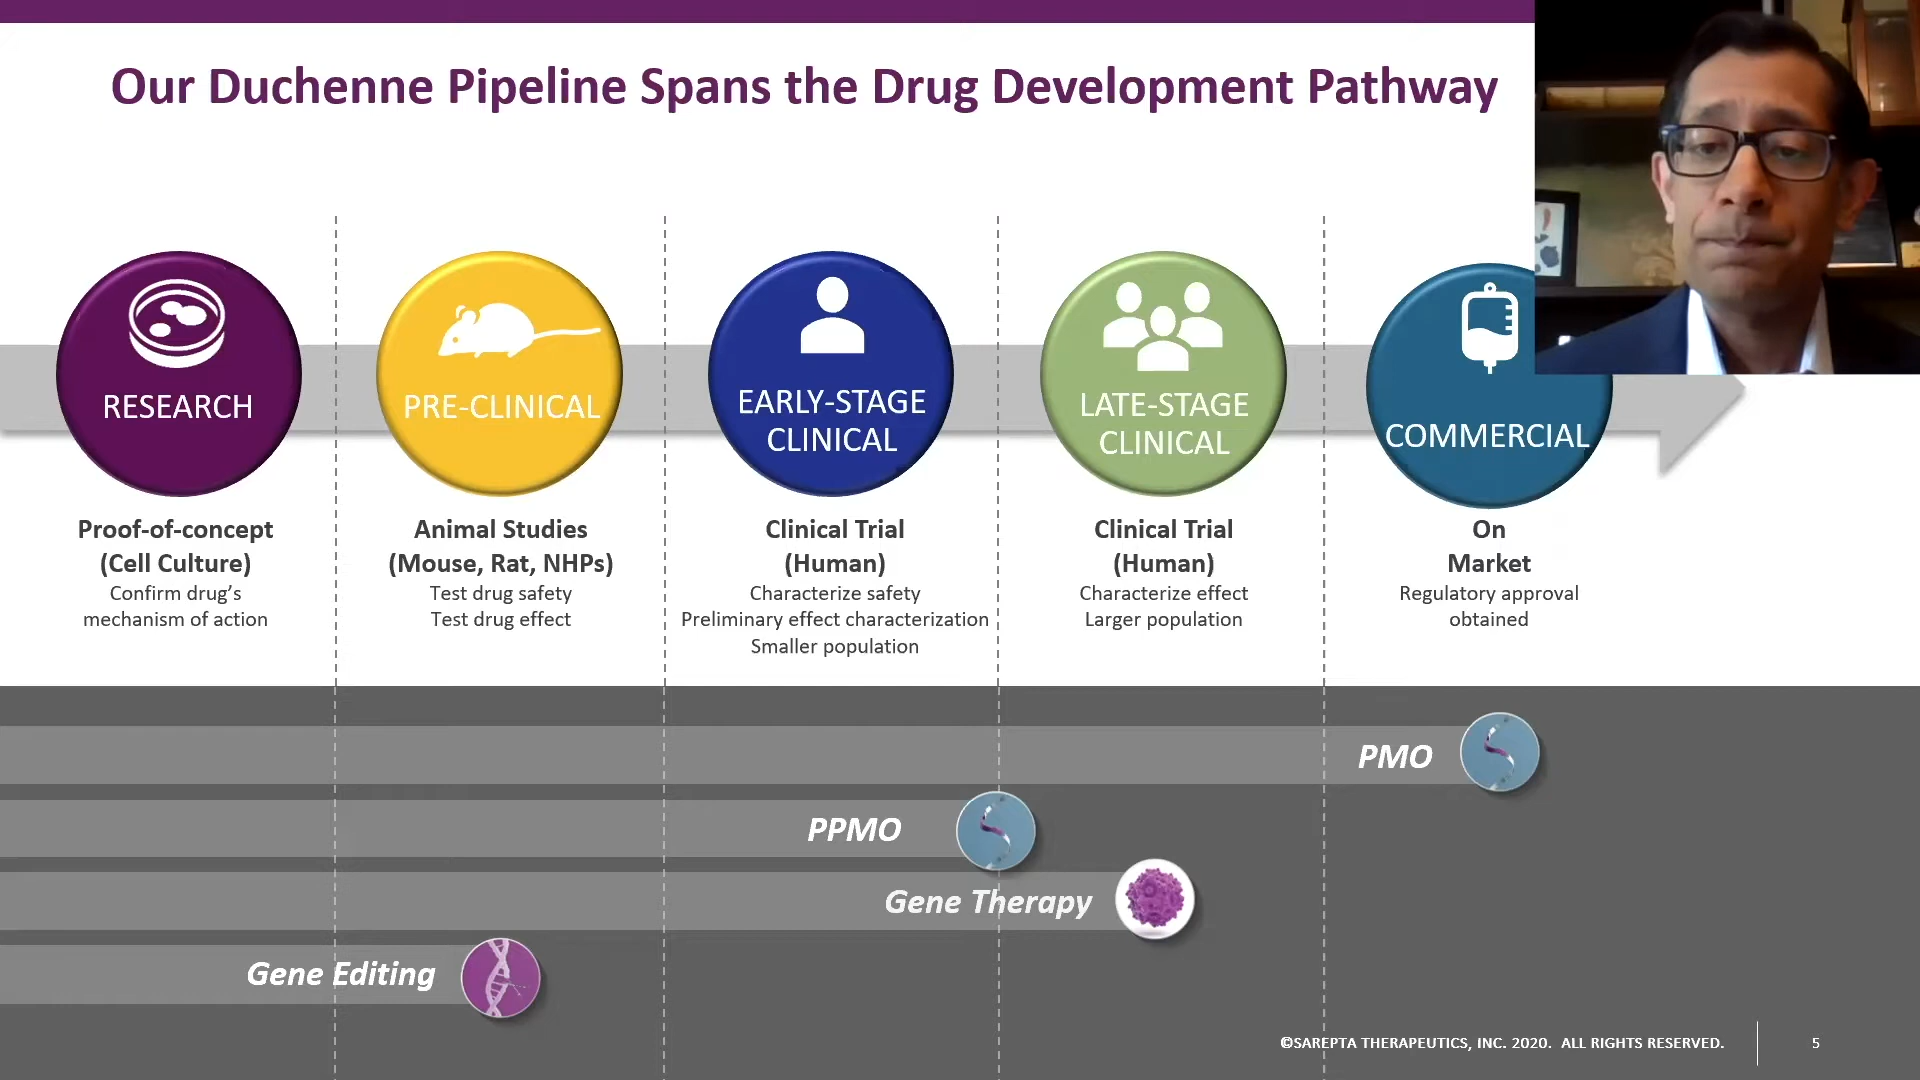 Our Duchenne Pipeline Spans the Drug Development Pathway
RESEARCH
PRE-CLINICAL
EARLY-STAGE
CLINICAL
LATE-STAGE
CLINICAL
COMMERCIAL
Proof-of-concept
(Cell Culture)
Confirm drug’s
mechanism of action
Animal Studies
(Mouse, Rat, NHPs)
Test drug safety
Test drug effect
Clinical Trial
(Human)
Characterize safety
Preliminary effect characterization
Smaller population
Clinical Trial
(Human)
Characterize effect
Larger population
On
Market
Regulatory approval
obtained
PMO
PPMO
Gene Therapy
Gene Editing
©SAREPTA THERAPEUTICS, INC. 2020. ALL RIGHTS RESERVED.
5